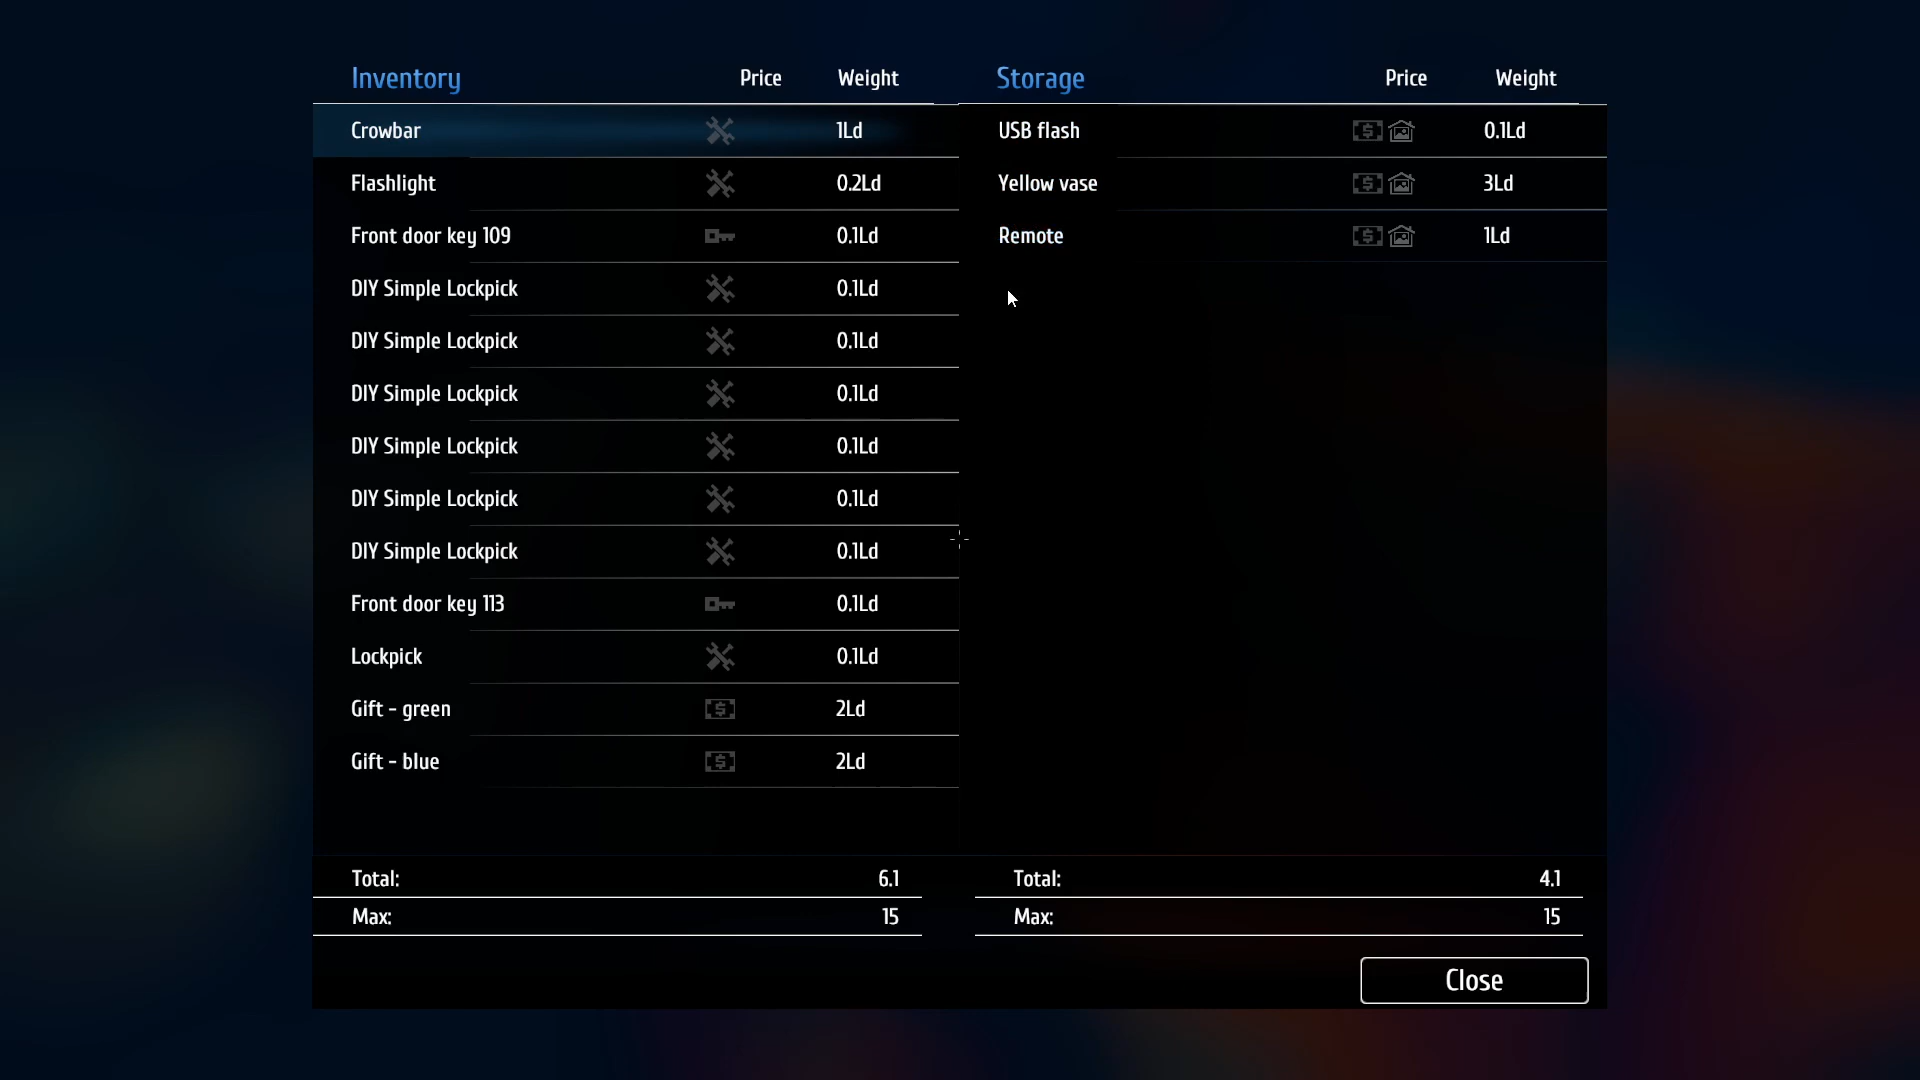 Inventory Price Weight
Crowbar 1Ld
Flashlight 0.2Ld
Front door key 109 0.1Ld
DIY Simple Lockpick 0.1Ld
DIY Simple Lockpick 0.1Ld
DIY Simple Lockpick 0.1Ld
DIY Simple Lockpick 0.1Ld
DIY Simple Lockpick 0.1Ld
DIY Simple Lockpick 0.1Ld
Front door key 113 0.1Ld
Lockpick 0.1Ld
Gift - green 2Ld
Gift - blue 2Ld
Total: 6.1
Max: 15
Storage Price Weight
USB flash 0.1Ld
Yellow vase 3Ld
Remote 1Ld
Total: 4.1
Max: 15
Close